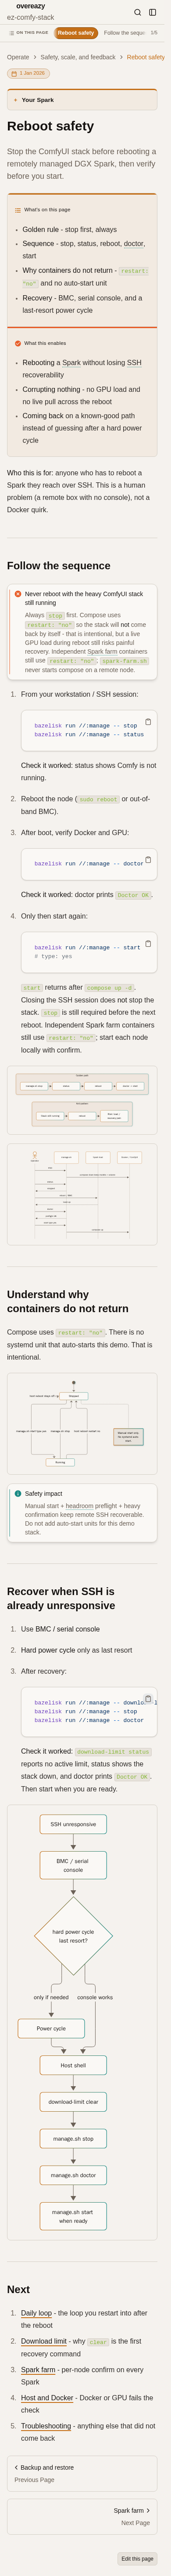 overeazy
ez-comfy-stack
ON THIS PAGE
Reboot safety
Follow the sequence
1/5
Operate > Safety, scale, and feedback > Reboot safety
1 Jan 2026
Your Spark
Reboot safety
Stop the ComfyUI stack before rebooting a
remotely managed DGX Spark, then verify
before you start.
What's on this page
Golden rule - stop first, always
Sequence - stop, status, reboot, doctor,
start
Why containers do not return - restart:
"no" and no auto-start unit
Recovery - BMC, serial console, and a
last-resort power cycle
What this enables
Rebooting a Spark without losing SSH
recoverability
Corrupting nothing - no GPU load and
no live pull across the reboot
Coming back on a known-good path
instead of guessing after a hard power
cycle
Who this is for: anyone who has to reboot a
Spark they reach over SSH. This is a human
problem (a remote box with no console), not a
Docker quirk.
Follow the sequence
Never reboot with the heavy ComfyUI stack
still running
Always stop first. Compose uses
restart: "no" so the stack will not come
back by itself - that is intentional, but a live
GPU load during reboot still risks painful
recovery. Independent Spark farm containers
still use restart: "no"; spark-farm.sh
never starts compose on a remote node.
1. From your workstation / SSH session:
bazelisk run //:manage -- stop
bazelisk run //:manage -- status
Check it worked: status shows Comfy is not
running.
2. Reboot the node (sudo reboot or out-of-
band BMC).
3. After boot, verify Docker and GPU:
bazelisk run //:manage -- doctor
Check it worked: doctor prints Doctor OK.
4. Only then start again:
bazelisk run //:manage -- start
# type: yes
start returns after compose up -d.
Closing the SSH session does not stop the
stack. stop is still required before the next
reboot. Independent Spark farm containers
still use restart: "no"; start each node
locally with confirm.
Understand why
containers do not return
Compose uses restart: "no". There is no
systemd unit that auto-starts this demo. That is
intentional.
Stopped
Running
Safety impact
Manual start + headroom preflight + heavy
confirmation keep remote SSH recoverable.
Do not add auto-start units for this demo
stack.
Recover when SSH is
already unresponsive
1. Use BMC / serial console
2. Hard power cycle only as last resort
3. After recovery:
bazelisk run //:manage -- download-l
bazelisk run //:manage -- stop
bazelisk run //:manage -- doctor
Check it worked: download-limit status
reports no active limit, status shows the
stack down, and doctor prints Doctor OK.
Then start when you are ready.
SSH unresponsive
BMC / serial
console
hard power cycle
last resort?
only if needed
console works
Power cycle
Host shell
download-limit clear
manage.sh stop
manage.sh doctor
manage.sh start
when ready
Next
1. Daily loop - the loop you restart into after
the reboot
2. Download limit - why clear is the first
recovery command
3. Spark farm - per-node confirm on every
Spark
4. Host and Docker - Docker or GPU fails the
check
5. Troubleshooting - anything else that did not
come back
Backup and restore
Previous Page
Spark farm
Next Page
Edit this page